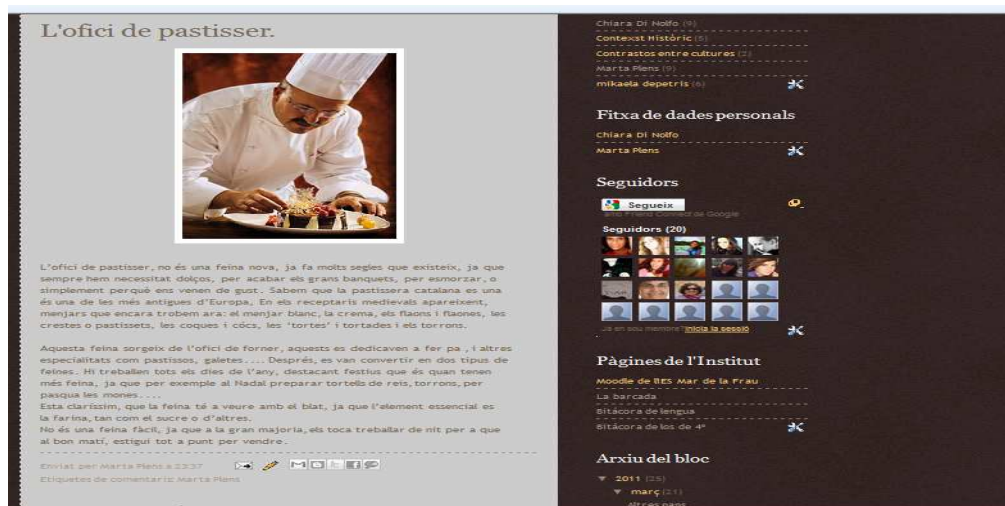 L'ofici de pastisser.
L'ofici de pastisser, no és una feina nova, ja fa molts segles que existeix, ja que
sempre hem necessitat dolços, per acabar els grans banquets, per esmorzar, o
simplement perquè ens venen de gust. Sabem que la pastissera catalana es una
és una de les més antigues d'Europa, En els receptaris medievals apareixent,
menjars que encara trobem ara: el menjar blanc, la crema, els flaons i flaones, les
crestes o pastissets, les coques i còcs, les 'tortes' i tortades i els torrons.
Aquesta feina sorgeix de l'ofici de forner, aquests es dedicaven a fer pa , i altres
especialitats com pastissos, galetes.... Després, es van convertir en dos tipus de
feines. Hi treballen tots els dies de l'any, destacant festius que és quan tenen
més feina, ja que per exemple al Nadal preparar tortells de reis, torrons, per
pasqua les mones....
Esta claríssim, que la feina té a veure amb el blat, ja que l'element essencial es
la farina, tan com el sucre o d'altres.
No és una feina fàcil, ja que a la gran majoria, els toca treballar de nit per a que
al bon matí, estigui tot a punt per vendre.
Enviat per Marta Plens a 23:37
Etiquetes de comentaris: Marta Plens
Chiara Di Nolfo (9)
Contexst Històric (5)
Contrastos entre cultures (2)
Marta Plens (9)
mikaela depetris (6)
Fitxa de dades personals
Chiara Di Nolfo
Marta Plens
Seguidors
Segueix
amb Friend Connect de Google
Seguidors (20)
Ja en sou membre? Inicia la sessió
Pàgines de l'Institut
Moodle de l'IES Mar de la Frau
La barcada
Bitácora de lengua
Bitácora de los de 4º
Arxiu del bloc
▼ 2011 (25)
▼ març (21)
Altres pans